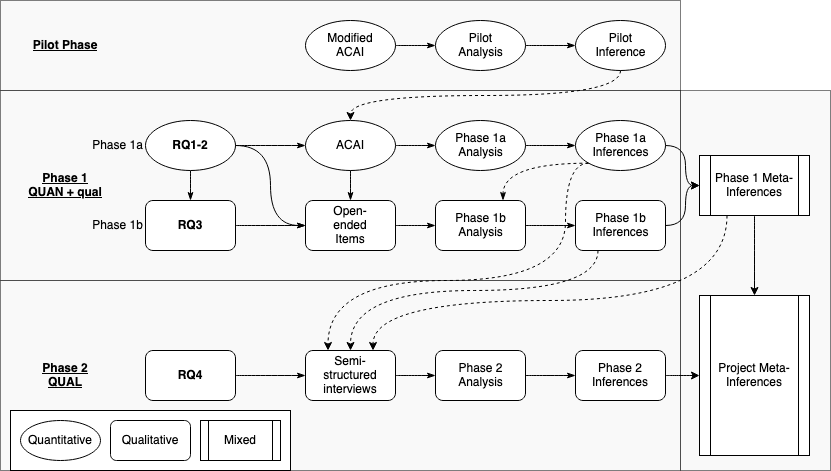 Pilot Phase
Modified
ACAI
Pilot
Analysis
Pilot
Inference
Phase 1
QUAN + qual
Phase 1a
RQ1-2
ACAI
Phase 1a
Analysis
Phase 1a
Inferences
Phase 1b
RQ3
Open-
ended
Items
Phase 1b
Analysis
Phase 1b
Inferences
Phase 1 Meta-
Inferences
Phase 2
QUAL
RQ4
Semi-
structured
interviews
Phase 2
Analysis
Phase 2
Inferences
Project Meta-
Inferences
Quantitative
Qualitative
Mixed